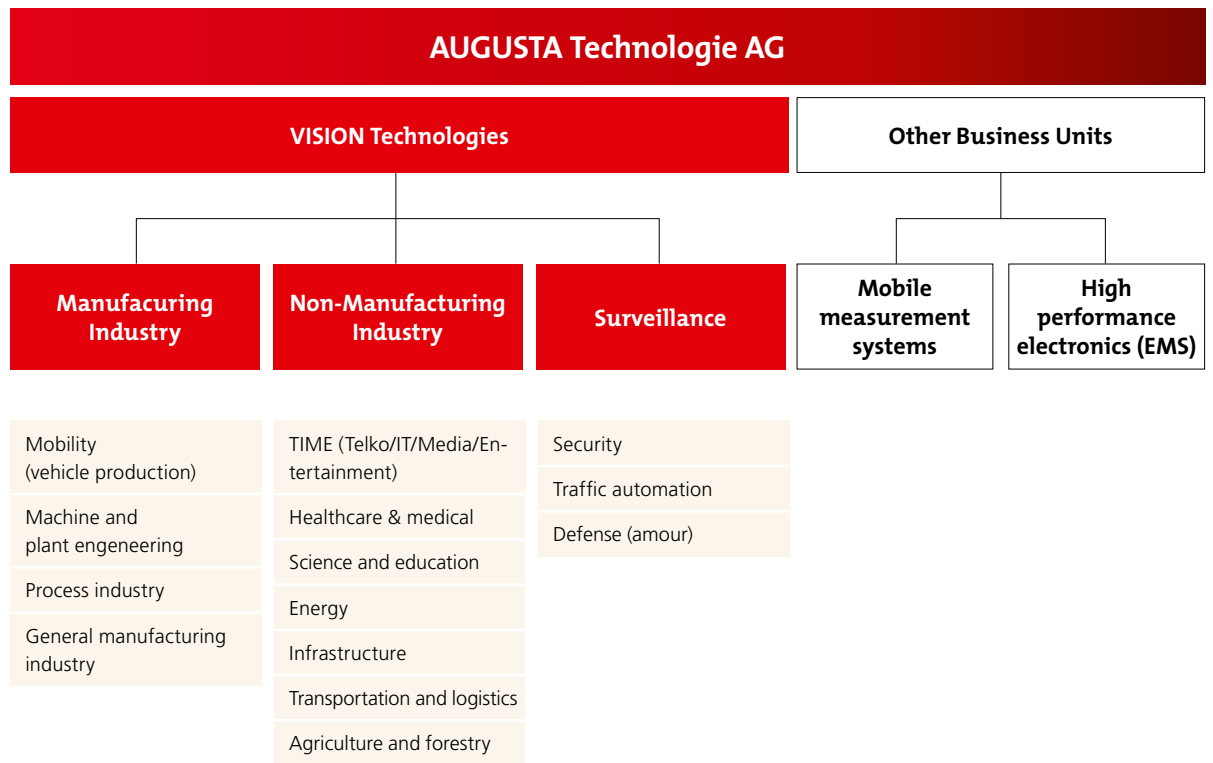 AUGUSTA Technologie AG
VISION Technologies
Other Business Units
Manufacuring
Industry
Non-Manufacturing
Industry
Surveillance
Mobile
measurement
systems
High
performance
electronics (EMS)
Mobility
(vehicle production)
Machine and
plant engeneering
Process industry
General manufacturing
industry
TIME (Telko/IT/Media/En-
tertainment)
Healthcare & medical
Science and education
Energy
Infrastructure
Transportation and logistics
Agriculture and forestry
Security
Traffic automation
Defense (amour)